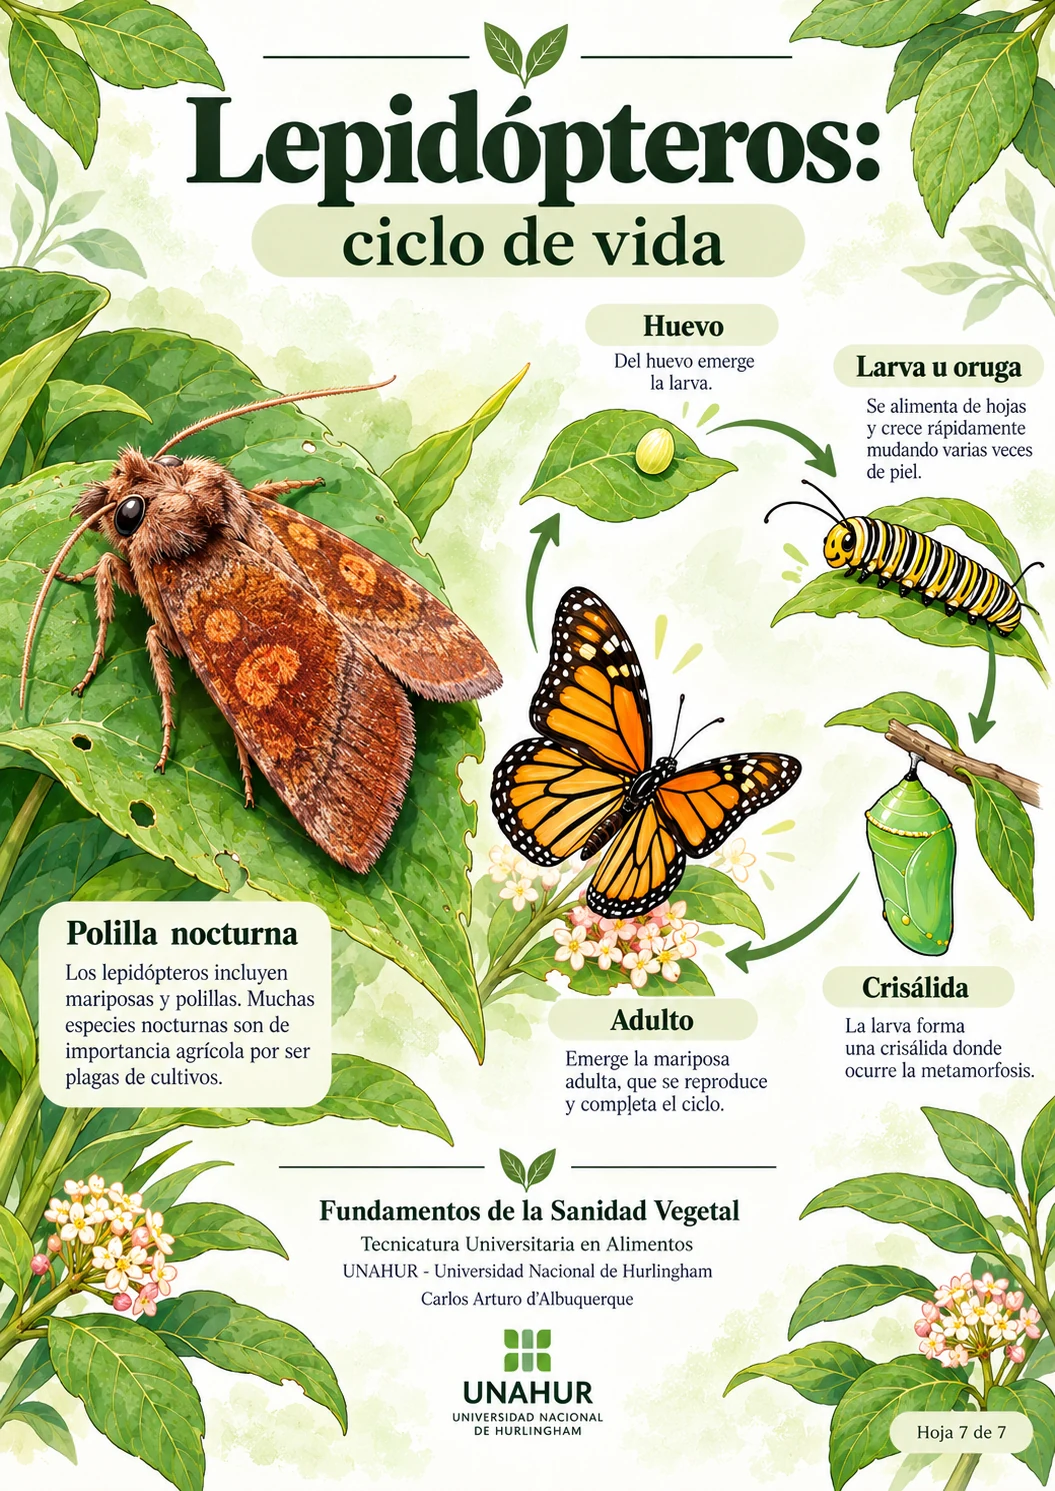 Lepidópteros:
ciclo de vida
Huevo
Del huevo emerge
la larva.
Larva u oruga
Se alimenta de hojas
y crece rápidamente
mudando varias veces
de piel.
Crisálida
La larva forma
una crisálida donde
ocurre la metamorfosis.
Adulto
Emerge la mariposa
adulta, que se reproduce
y completa el ciclo.
Polilla nocturna
Los lepidópteros incluyen
mariposas y polillas. Muchas
especies nocturnas son de
importancia agrícola por ser
plagas de cultivos.
Fundamentos de la Sanidad Vegetal
Tecnicatura Universitaria en Alimentos
UNAHUR - Universidad Nacional de Hurlingham
Carlos Arturo d'Albuquerque
UNAHUR
UNIVERSIDAD NACIONAL
DE HURLINGHAM
Hoja 7 de 7